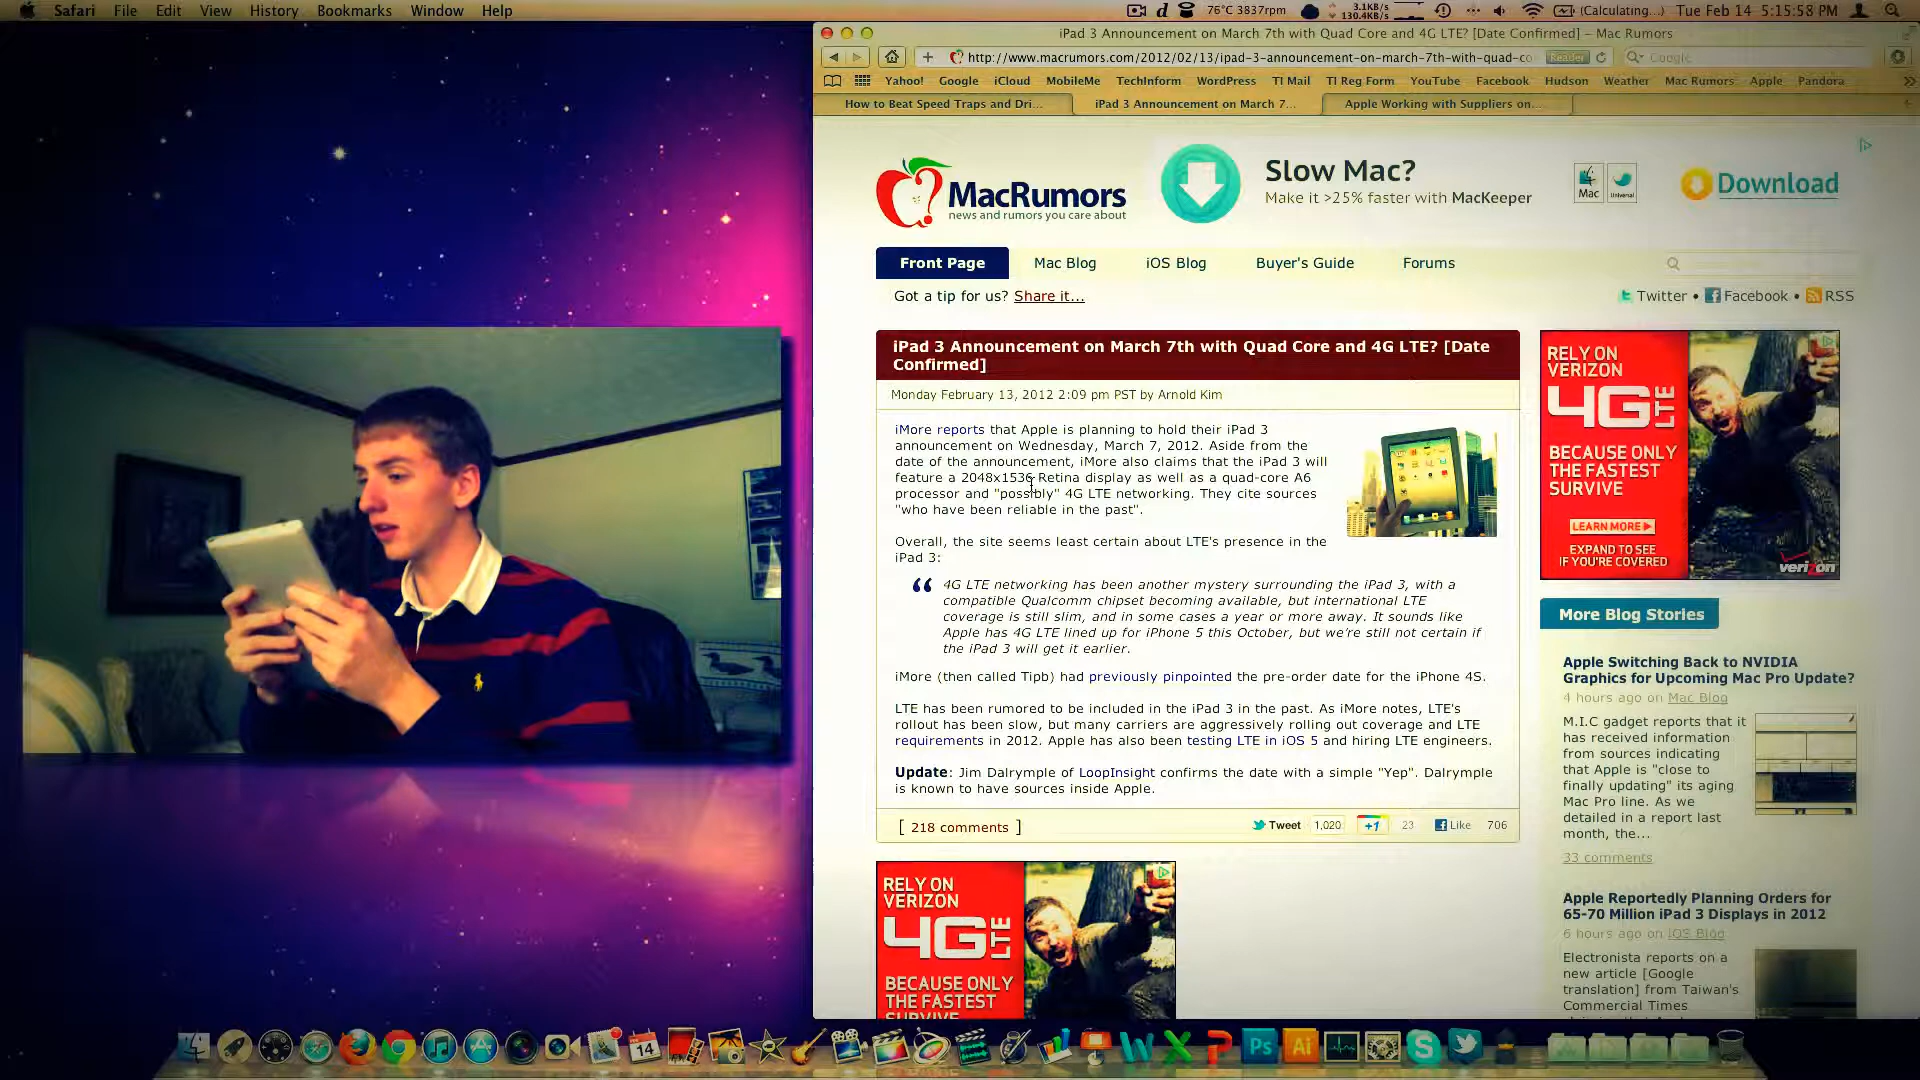 Safari File Edit View History Bookmarks Window Help
76°C 3837rpm 3.1KB/s 130.4KB/s (Calculating...) Tue Feb 14 5:15:58 PM
iPad 3 Announcement on March 7th with Quad Core and 4G LTE? [Date Confirmed] – Mac Rumors
http://www.macrumors.com/2012/02/13/ipad-3-announcement-on-march-7th-with-quad-co Reader Google
Yahoo! Google iCloud MobileMe TechInform WordPress TI Mail TI Reg Form YouTube Facebook Hudson Weather Mac Rumors Apple Pandora
How to Beat Speed Traps and Dri... iPad 3 Announcement on March 7... Apple Working with Suppliers on...
MacRumors
news and rumors you care about
Slow Mac?
Make it >25% faster with MacKeeper
Mac Universal
Download
Front Page Mac Blog iOS Blog Buyer's Guide Forums
Got a tip for us? Share it...
Twitter • Facebook • RSS
iPad 3 Announcement on March 7th with Quad Core and 4G LTE? [Date
Confirmed]
Monday February 13, 2012 2:09 pm PST by Arnold Kim
iMore reports that Apple is planning to hold their iPad 3
announcement on Wednesday, March 7, 2012. Aside from the
date of the announcement, iMore also claims that the iPad 3 will
feature a 2048x1536 Retina display as well as a quad-core A6
processor and "possibly" 4G LTE networking. They cite sources
"who have been reliable in the past".
Overall, the site seems least certain about LTE's presence in the
iPad 3:
4G LTE networking has been another mystery surrounding the iPad 3, with a
compatible Qualcomm chipset becoming available, but international LTE
coverage is still slim, and in some cases a year or more away. It sounds like
Apple has 4G LTE lined up for iPhone 5 this October, but we're still not certain if
the iPad 3 will get it earlier.
iMore (then called Tipb) had previously pinpointed the pre-order date for the iPhone 4S.
LTE has been rumored to be included in the iPad 3 in the past. As iMore notes, LTE's
rollout has been slow, but many carriers are aggressively rolling out coverage and LTE
requirements in 2012. Apple has also been testing LTE in iOS 5 and hiring LTE engineers.
Update: Jim Dalrymple of LoopInsight confirms the date with a simple "Yep". Dalrymple
is known to have sources inside Apple.
[ 218 comments ]
Tweet 1,020 +1 23 Like 706
RELY ON
VERIZON
4G LTE
BECAUSE ONLY
THE FASTEST
SURVIVE
LEARN MORE
EXPAND TO SEE
IF YOU'RE COVERED
verizon
More Blog Stories
Apple Switching Back to NVIDIA
Graphics for Upcoming Mac Pro Update?
4 hours ago on Mac Blog
M.I.C gadget reports that it
has received information
from sources indicating
that Apple is "close to
finally updating" its aging
Mac Pro line. As we
detailed in a report last
month, the...
33 comments
Apple Reportedly Planning Orders for
65-70 Million iPad 3 Displays in 2012
6 hours ago on iOS Blog
Electronista reports on a
new article [Google
translation] from Taiwan's
Commercial Times
RELY ON
VERIZON
4G LTE
BECAUSE ONLY
THE FASTEST
SURVIVE
14
Ps Ai